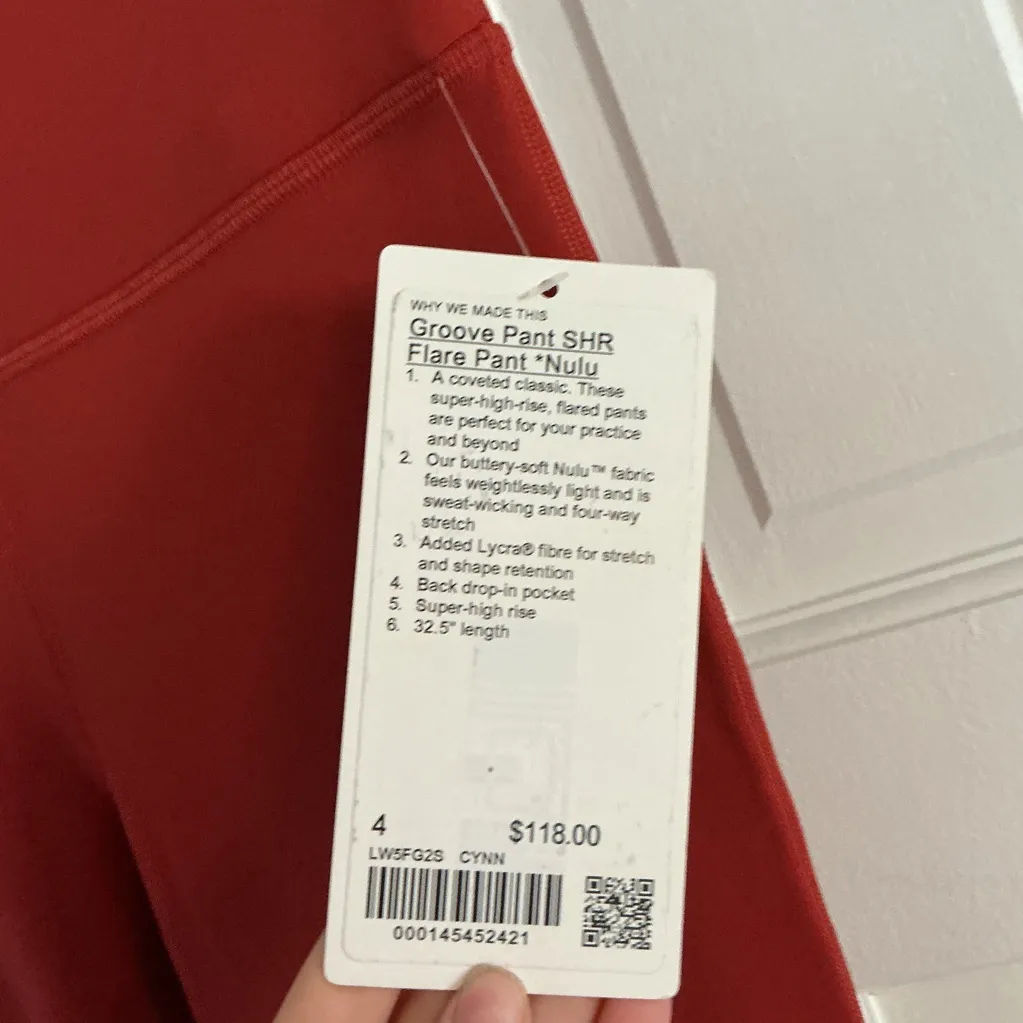 WHY WE MADE THIS
Groove Pant SHR
Flare Pant *Nulu
1. A coveted classic. These
super-high-rise, flared pants
are perfect for your practice
and beyond
2. Our buttery-soft Nulu™ fabric
feels weightlessly light and is
sweat-wicking and four-way
stretch
3. Added Lycra® fibre for stretch
and shape retention
4. Back drop-in pocket
5. Super-high rise
6. 32.5" length
4 $118.00
LW5FG2S CYNN
000145452421